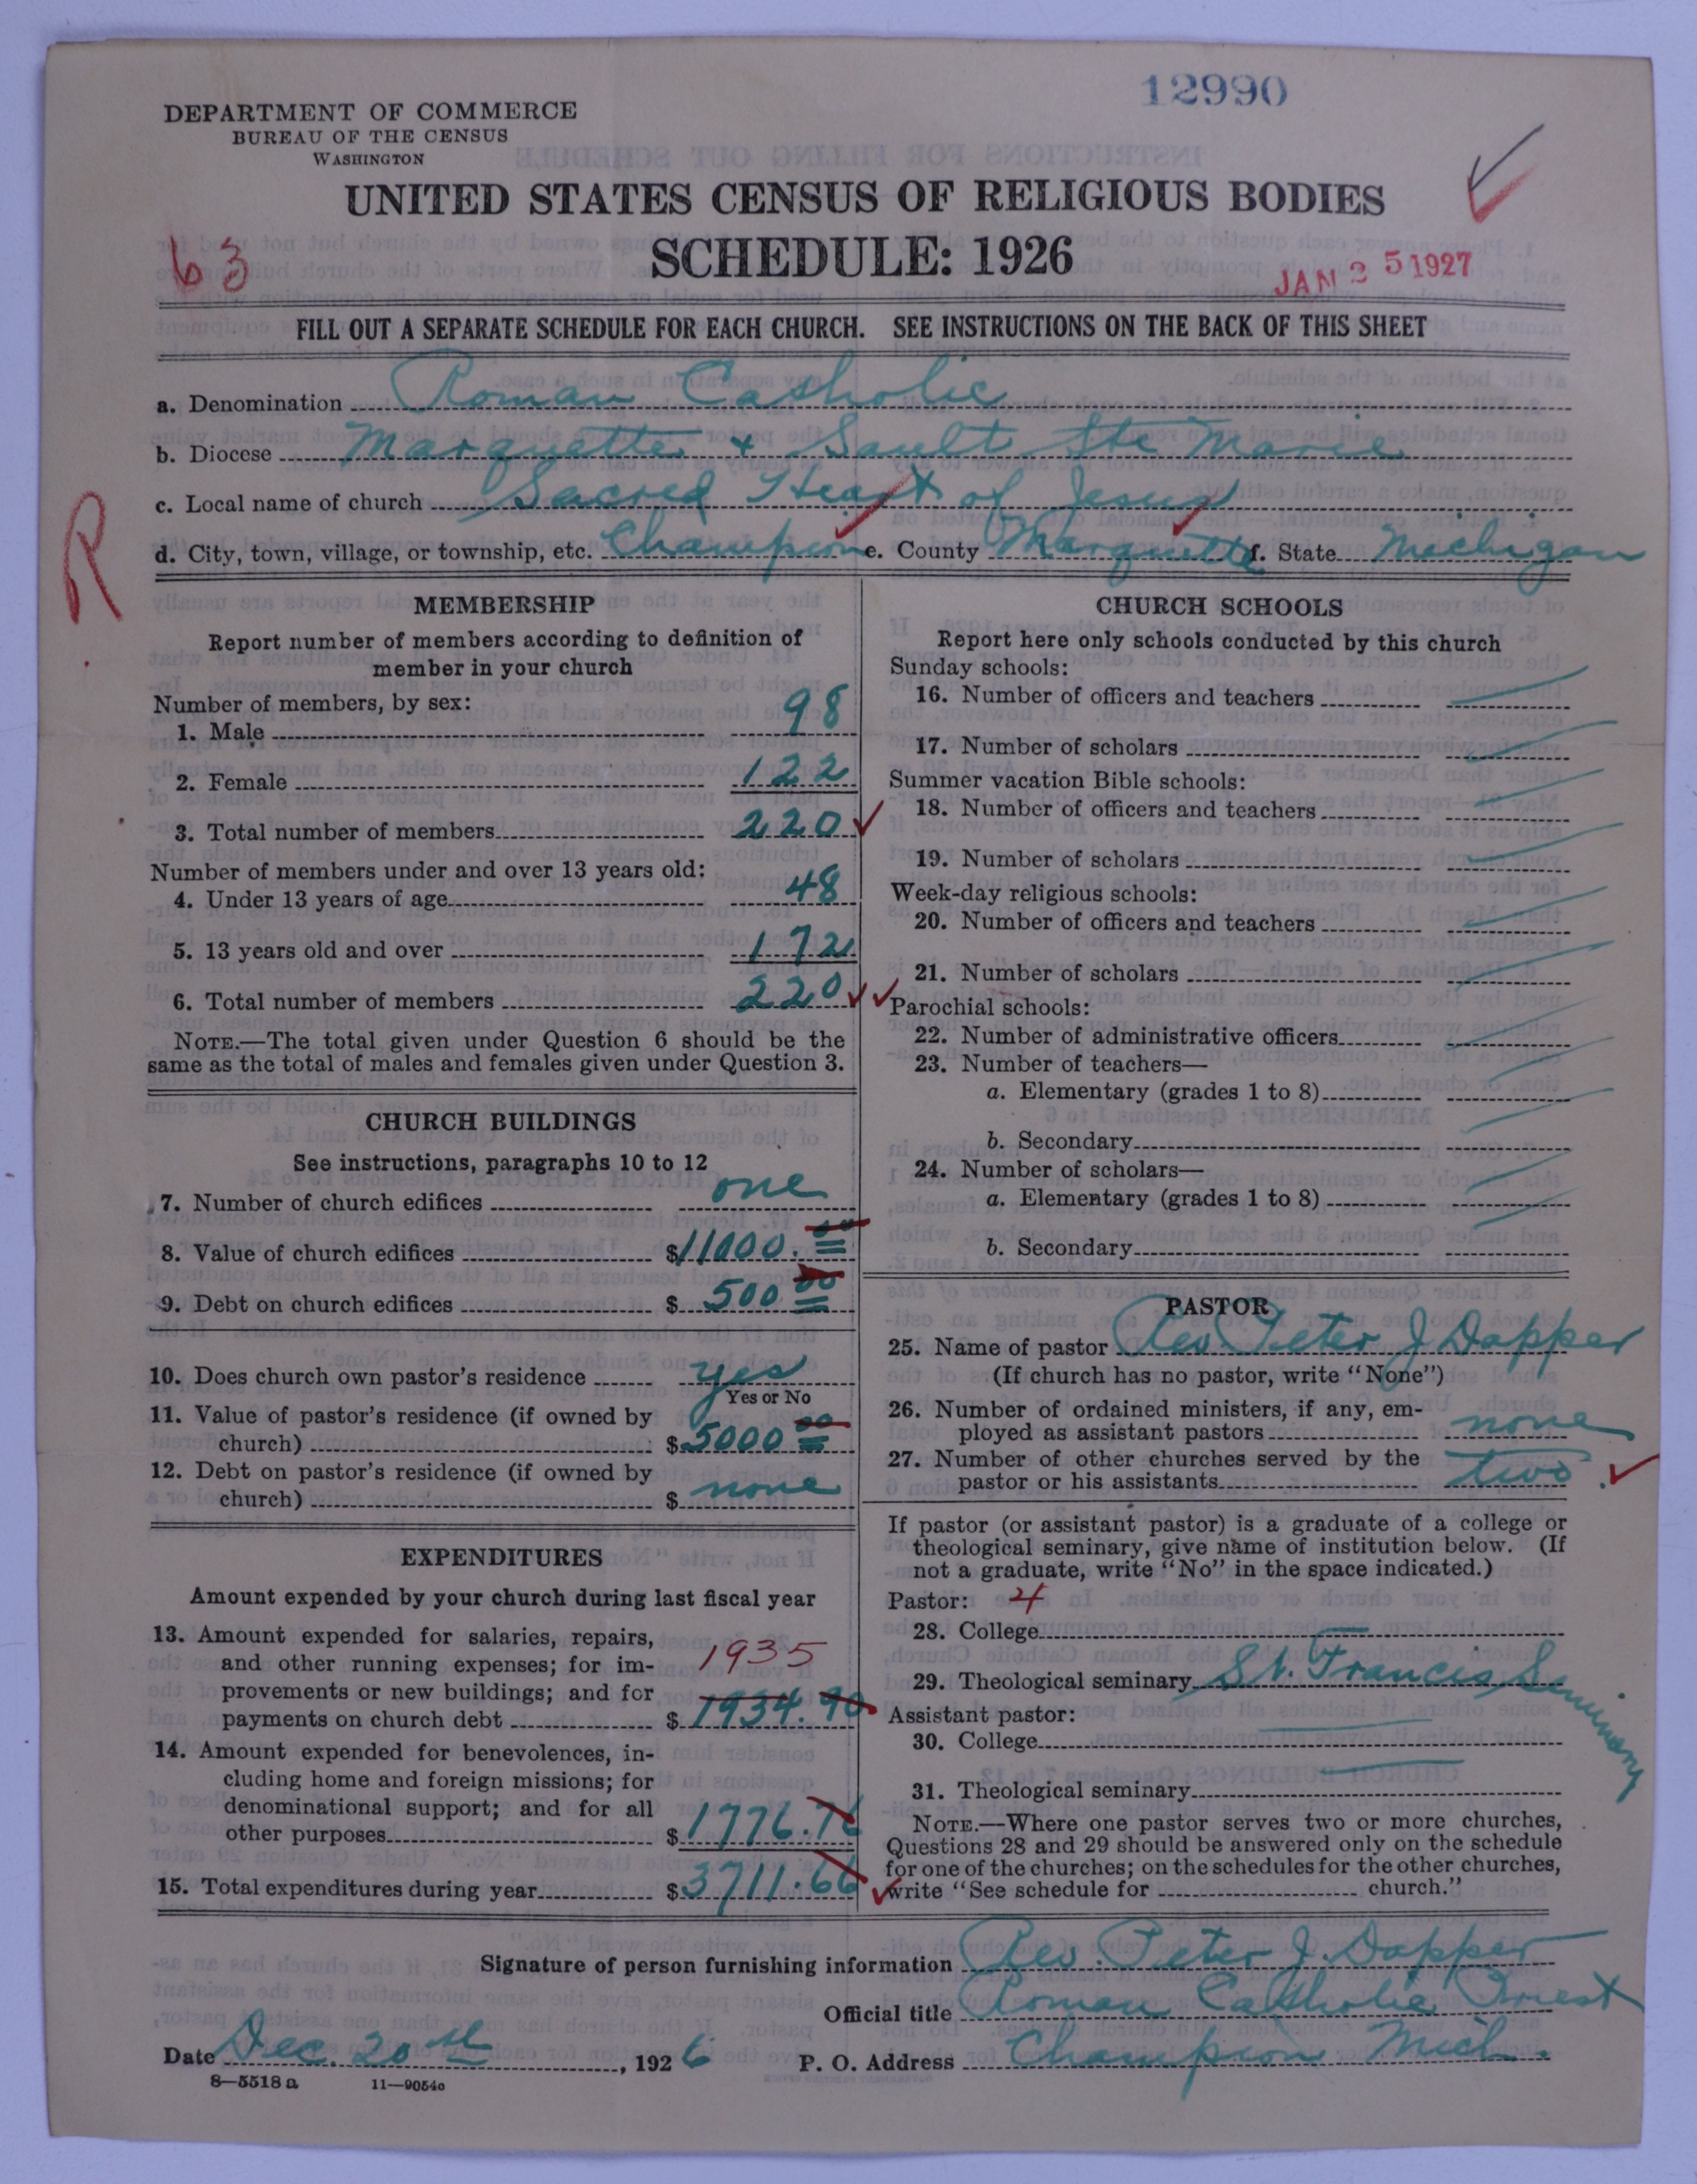 12990
DEPARTMENT OF COMMERCE
BUREAU OF THE CENSUS
WASHINGTON
UNITED STATES CENSUS OF RELIGIOUS BODIES
63
SCHEDULE: 1926
JAN 25 1927
FILL OUT A SEPARATE SCHEDULE FOR EACH CHURCH. SEE INSTRUCTIONS ON THE BACK OF THIS SHEET
a. Denomination Roman Catholic
b. Diocese Marquette + Sault Ste Marie
c. Local name of church Sacred Heart of Jesus
R
d. City, town, village, or township, etc. Champion e. County Marquette f. State Michigan
MEMBERSHIP
Report number of members according to definition of
member in your church
Number of members, by sex:
1. Male 98
2. Female 122
3. Total number of members 220
Number of members under and over 13 years old:
4. Under 13 years of age 48
5. 13 years old and over 172
6. Total number of members 220
NOTE.—The total given under Question 6 should be the
same as the total of males and females given under Question 3.
CHURCH BUILDINGS
See instructions, paragraphs 10 to 12
7. Number of church edifices one
8. Value of church edifices $11000.00
9. Debt on church edifices $500 00
10. Does church own pastor's residence yes
Yes or No
11. Value of pastor's residence (if owned by
church) $5000 00
12. Debt on pastor's residence (if owned by
church) $ none
EXPENDITURES
Amount expended by your church during last fiscal year
13. Amount expended for salaries, repairs,
and other running expenses; for im- 1935
provements or new buildings; and for
payments on church debt $1934.90
14. Amount expended for benevolences, in-
cluding home and foreign missions; for
denominational support; and for all
other purposes $1776.76
15. Total expenditures during year $3711.66
CHURCH SCHOOLS
Report here only schools conducted by this church
Sunday schools:
16. Number of officers and teachers
17. Number of scholars
Summer vacation Bible schools:
18. Number of officers and teachers
19. Number of scholars
Week-day religious schools:
20. Number of officers and teachers
21. Number of scholars
Parochial schools:
22. Number of administrative officers
23. Number of teachers—
a. Elementary (grades 1 to 8)
b. Secondary
24. Number of scholars—
a. Elementary (grades 1 to 8)
b. Secondary
PASTOR
25. Name of pastor Rev Peter J Dapper
(If church has no pastor, write "None")
26. Number of ordained ministers, if any, em-
ployed as assistant pastors none
27. Number of other churches served by the
pastor or his assistants two
If pastor (or assistant pastor) is a graduate of a college or
theological seminary, give name of institution below. (If
not a graduate, write "No" in the space indicated.)
Pastor: 4
28. College
29. Theological seminary St. Francis Seminary
Assistant pastor:
30. College
31. Theological seminary
NOTE.—Where one pastor serves two or more churches,
Questions 28 and 29 should be answered only on the schedule
for one of the churches; on the schedules for the other churches,
write "See schedule for church."
Signature of person furnishing information Rev. Peter J. Dapper
Official title Roman Catholic Priest
Date Dec. 20th, 1926 P. O. Address Champion Mich.
8—5518a 11—9054c